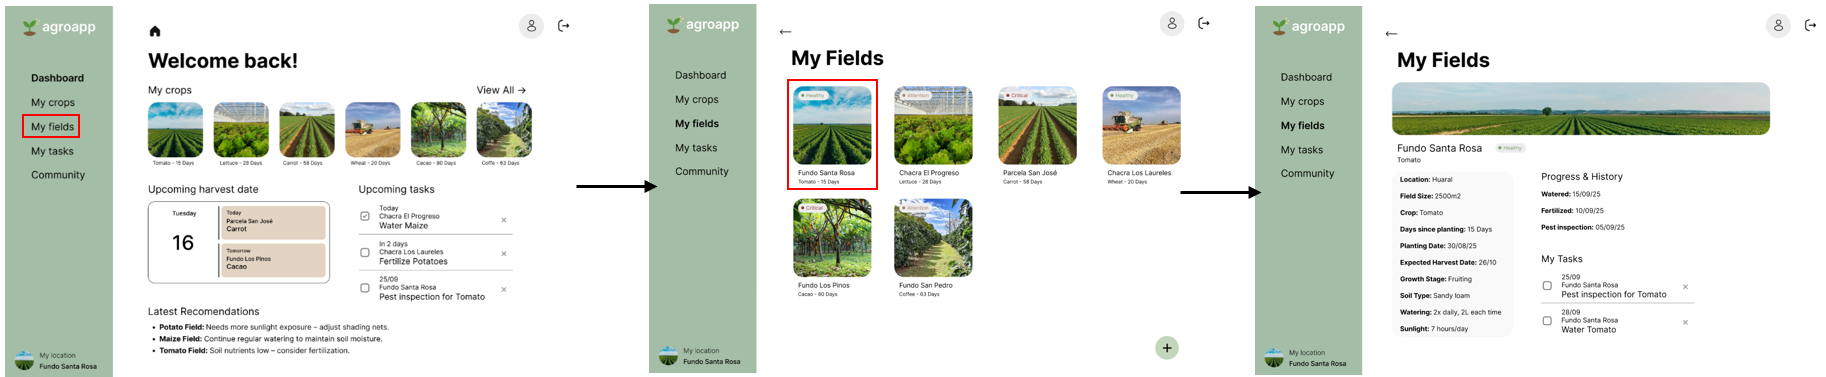 agroapp
Dashboard
My crops
My fields
My tasks
Community
My location
Fundo Santa Rosa
Welcome back!
My crops
View All →
Tomato - 15 Days
Lettuce - 28 Days
Carrot - 58 Days
Wheat - 20 Days
Cacao - 80 Days
Coffe - 63 Days
Upcoming harvest date
Tuesday
16
Today
Parcela San José
Carrot
Tomorrow
Fundo Los Pinos
Cacao
Upcoming tasks
Today
Chacra El Progreso
Water Maize
In 2 days
Chacra Los Laureles
Fertilize Potatoes
25/09
Fundo Santa Rosa
Pest inspection for Tomato
Latest Recomendations
• Potato Field: Needs more sunlight exposure – adjust shading nets.
• Maize Field: Continue regular watering to maintain soil moisture.
• Tomato Field: Soil nutrients low – consider fertilization.
agroapp
Dashboard
My crops
My fields
My tasks
Community
My location
Fundo Santa Rosa
←
My Fields
Healthy
Fundo Santa Rosa
Tomato - 15 Days
Attention
Chacra El Progreso
Lettuce - 28 Days
Critical
Parcela San José
Carrot - 58 Days
Healthy
Chacra Los Laureles
Wheat - 20 Days
Critical
Fundo Los Pinos
Cacao - 80 Days
Attention
Fundo San Pedro
Coffee - 63 Days
+
agroapp
Dashboard
My crops
My fields
My tasks
Community
My location
Fundo Santa Rosa
←
My Fields
Fundo Santa Rosa
Healthy
Tomato
Location: Huaral
Field Size: 2500m2
Crop: Tomato
Days since planting: 15 Days
Planting Date: 30/08/25
Expected Harvest Date: 26/10
Growth Stage: Fruiting
Soil Type: Sandy loam
Watering: 2x daily, 2L each time
Sunlight: 7 hours/day
Progress & History
Watered: 15/09/25
Fertilized: 10/09/25
Pest inspection: 05/09/25
My Tasks
25/09
Fundo Santa Rosa
Pest inspection for Tomato
28/09
Fundo Santa Rosa
Water Tomato